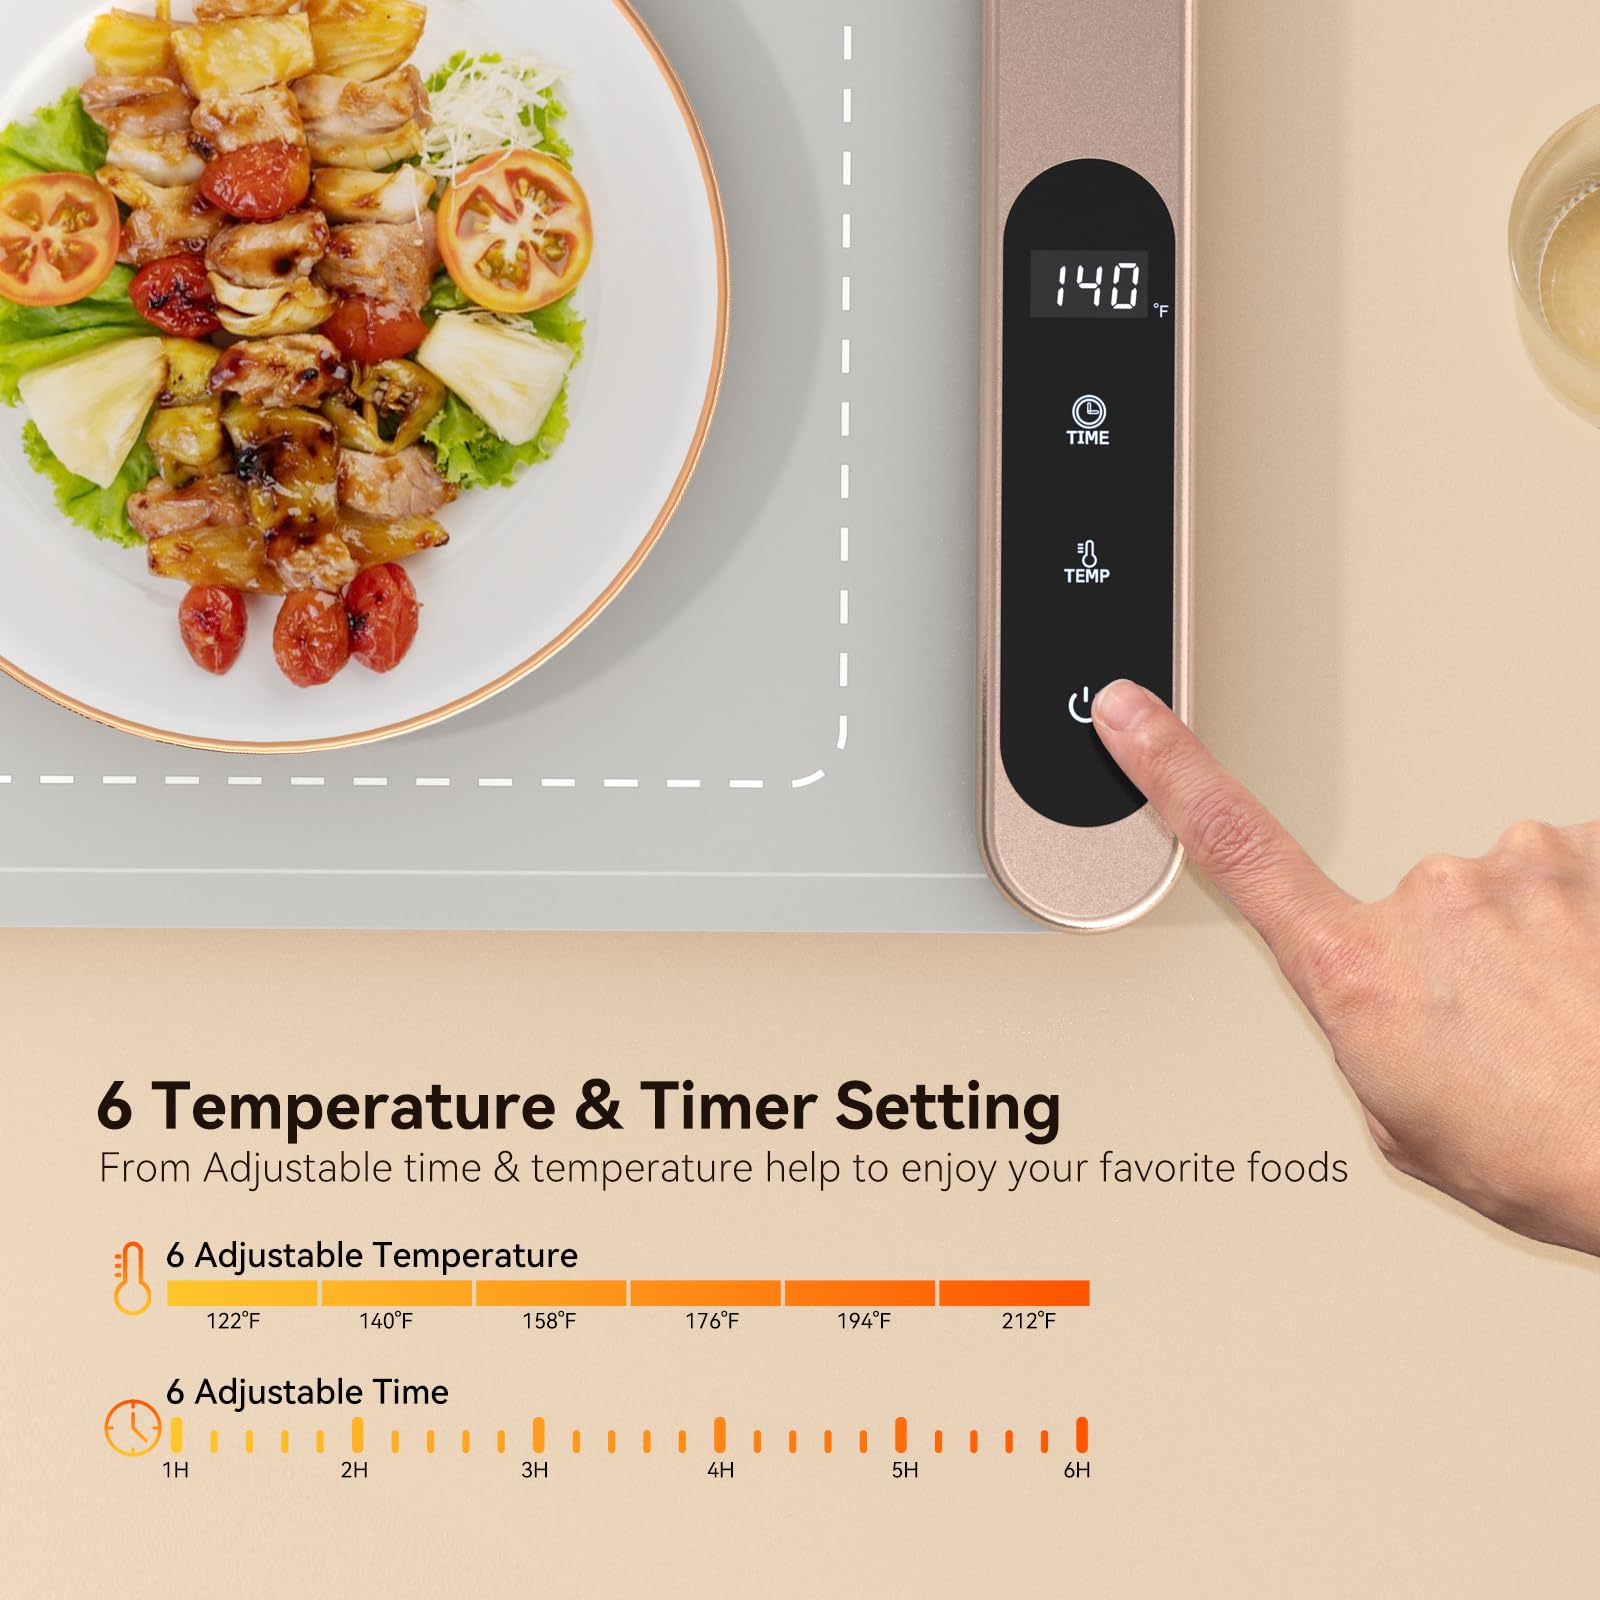 140
°F
TIME
TEMP
6 Temperature & Timer Setting
From Adjustable time & temperature help to enjoy your favorite foods
6 Adjustable Temperature
122°F 140°F 158°F 176°F 194°F 212°F
6 Adjustable Time
1H 2H 3H 4H 5H 6H